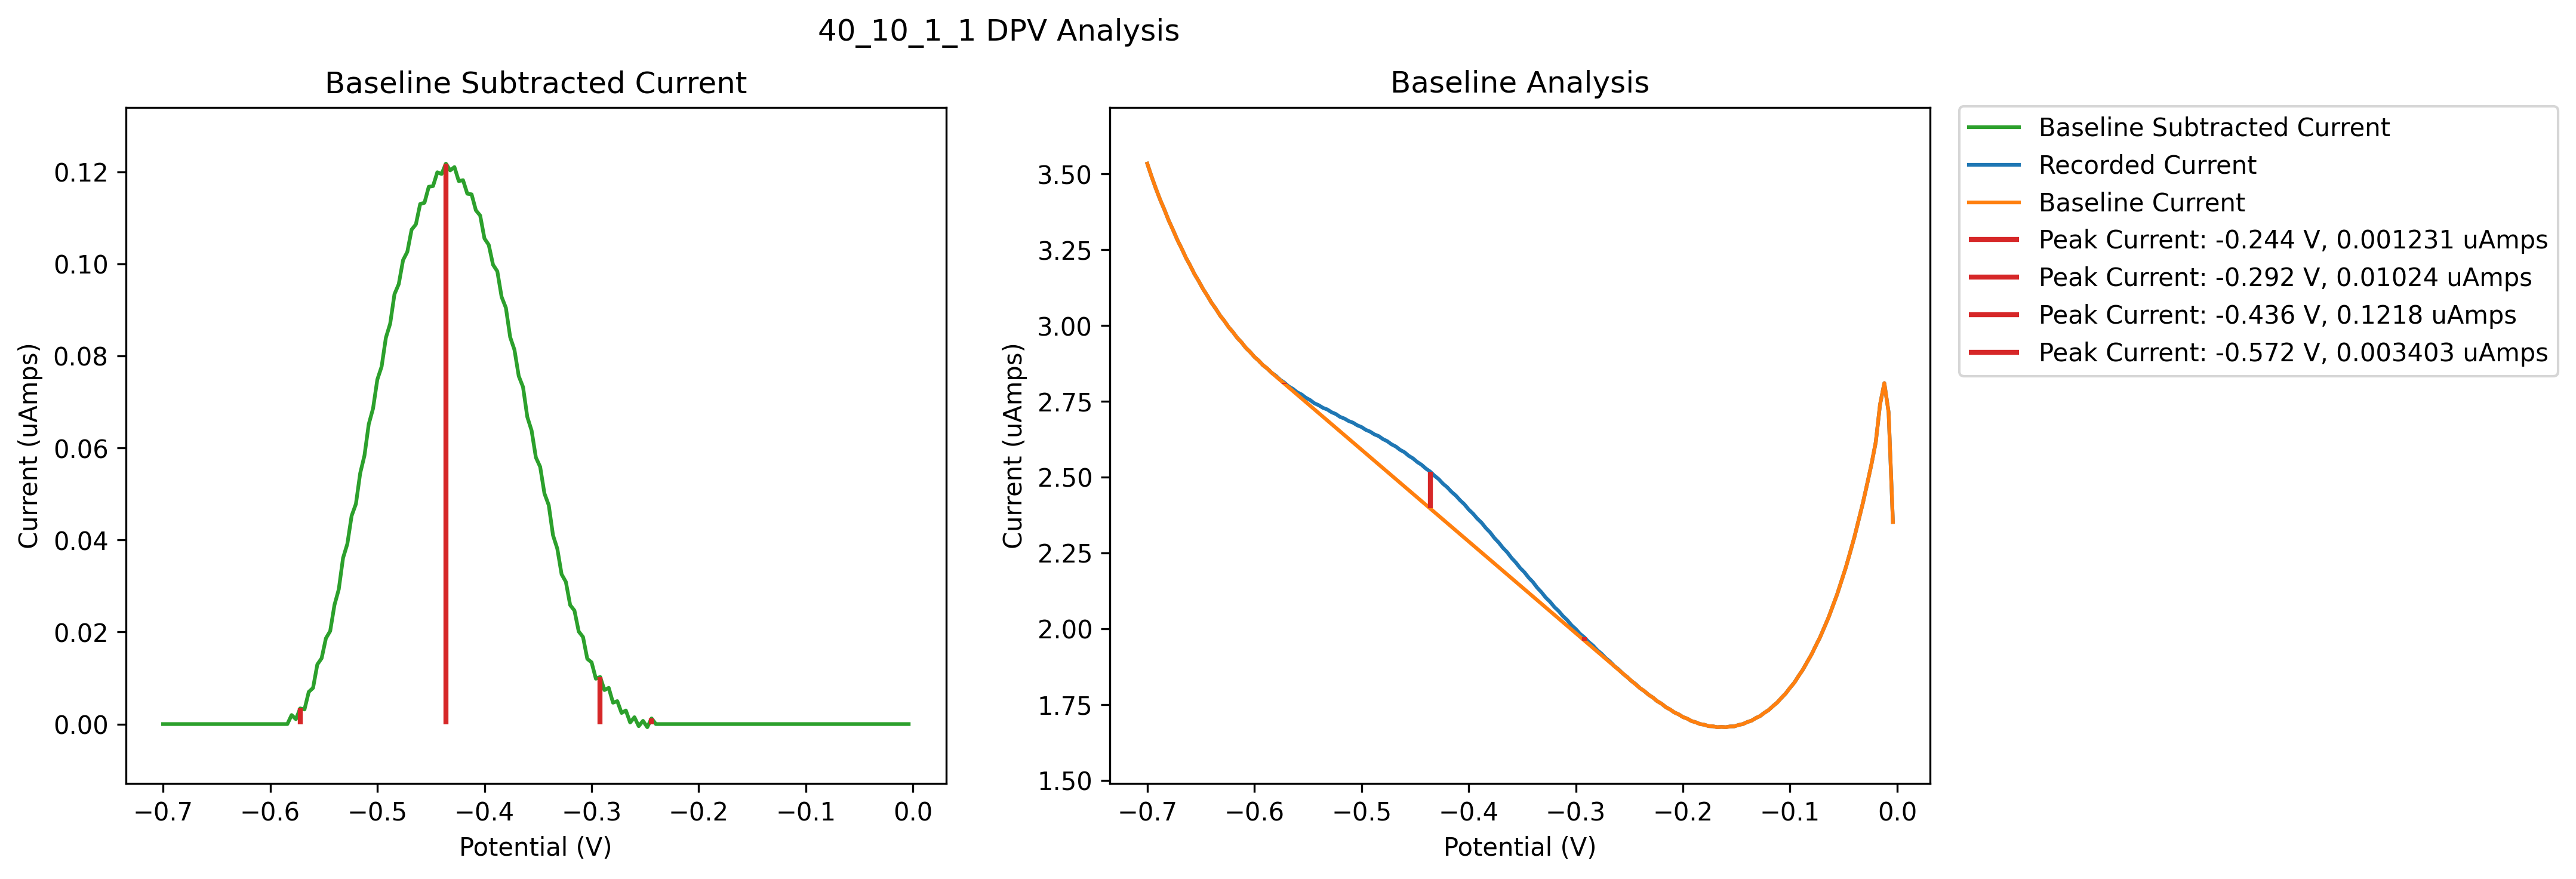 40_10_1_1 DPV Analysis
Baseline Subtracted Current
Current (uAmps)
0.12
0.10
0.08
0.06
0.04
0.02
0.00
−0.7 −0.6 −0.5 −0.4 −0.3 −0.2 −0.1 0.0
Potential (V)
Baseline Analysis
Current (uAmps)
3.50
3.25
3.00
2.75
2.50
2.25
2.00
1.75
1.50
−0.7 −0.6 −0.5 −0.4 −0.3 −0.2 −0.1 0.0
Potential (V)
Baseline Subtracted Current
Recorded Current
Baseline Current
Peak Current: -0.244 V, 0.001231 uAmps
Peak Current: -0.292 V, 0.01024 uAmps
Peak Current: -0.436 V, 0.1218 uAmps
Peak Current: -0.572 V, 0.003403 uAmps